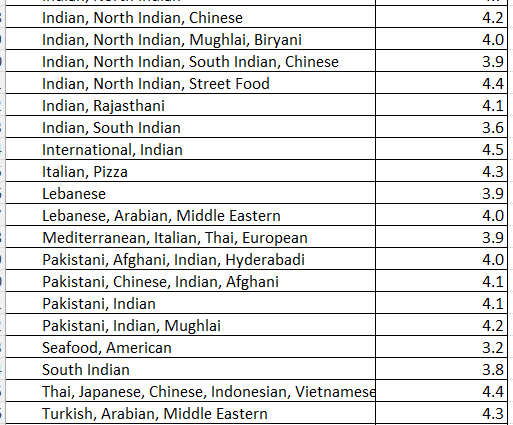 Indian, North Indian, Chinese 4.2
Indian, North Indian, Mughlai, Biryani 4.0
Indian, North Indian, South Indian, Chinese 3.9
Indian, North Indian, Street Food 4.4
Indian, Rajasthani 4.1
Indian, South Indian 3.6
International, Indian 4.5
Italian, Pizza 4.3
Lebanese 3.9
Lebanese, Arabian, Middle Eastern 4.0
Mediterranean, Italian, Thai, European 3.9
Pakistani, Afghani, Indian, Hyderabadi 4.0
Pakistani, Chinese, Indian, Afghani 4.1
Pakistani, Indian 4.1
Pakistani, Indian, Mughlai 4.2
Seafood, American 3.2
South Indian 3.8
Thai, Japanese, Chinese, Indonesian, Vietnamese 4.4
Turkish, Arabian, Middle Eastern 4.3